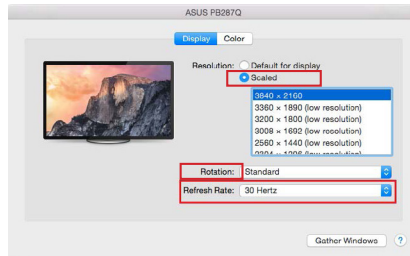 ASUS PB287Q
Display Color
Resolution: Default for display
Scaled
3840 × 2160
3360 × 1890 (low resolution)
3200 × 1800 (low resolution)
3008 × 1692 (low resolution)
2560 × 1440 (low resolution)
Rotation: Standard
Refresh Rate: 30 Hertz
Gather Windows ?